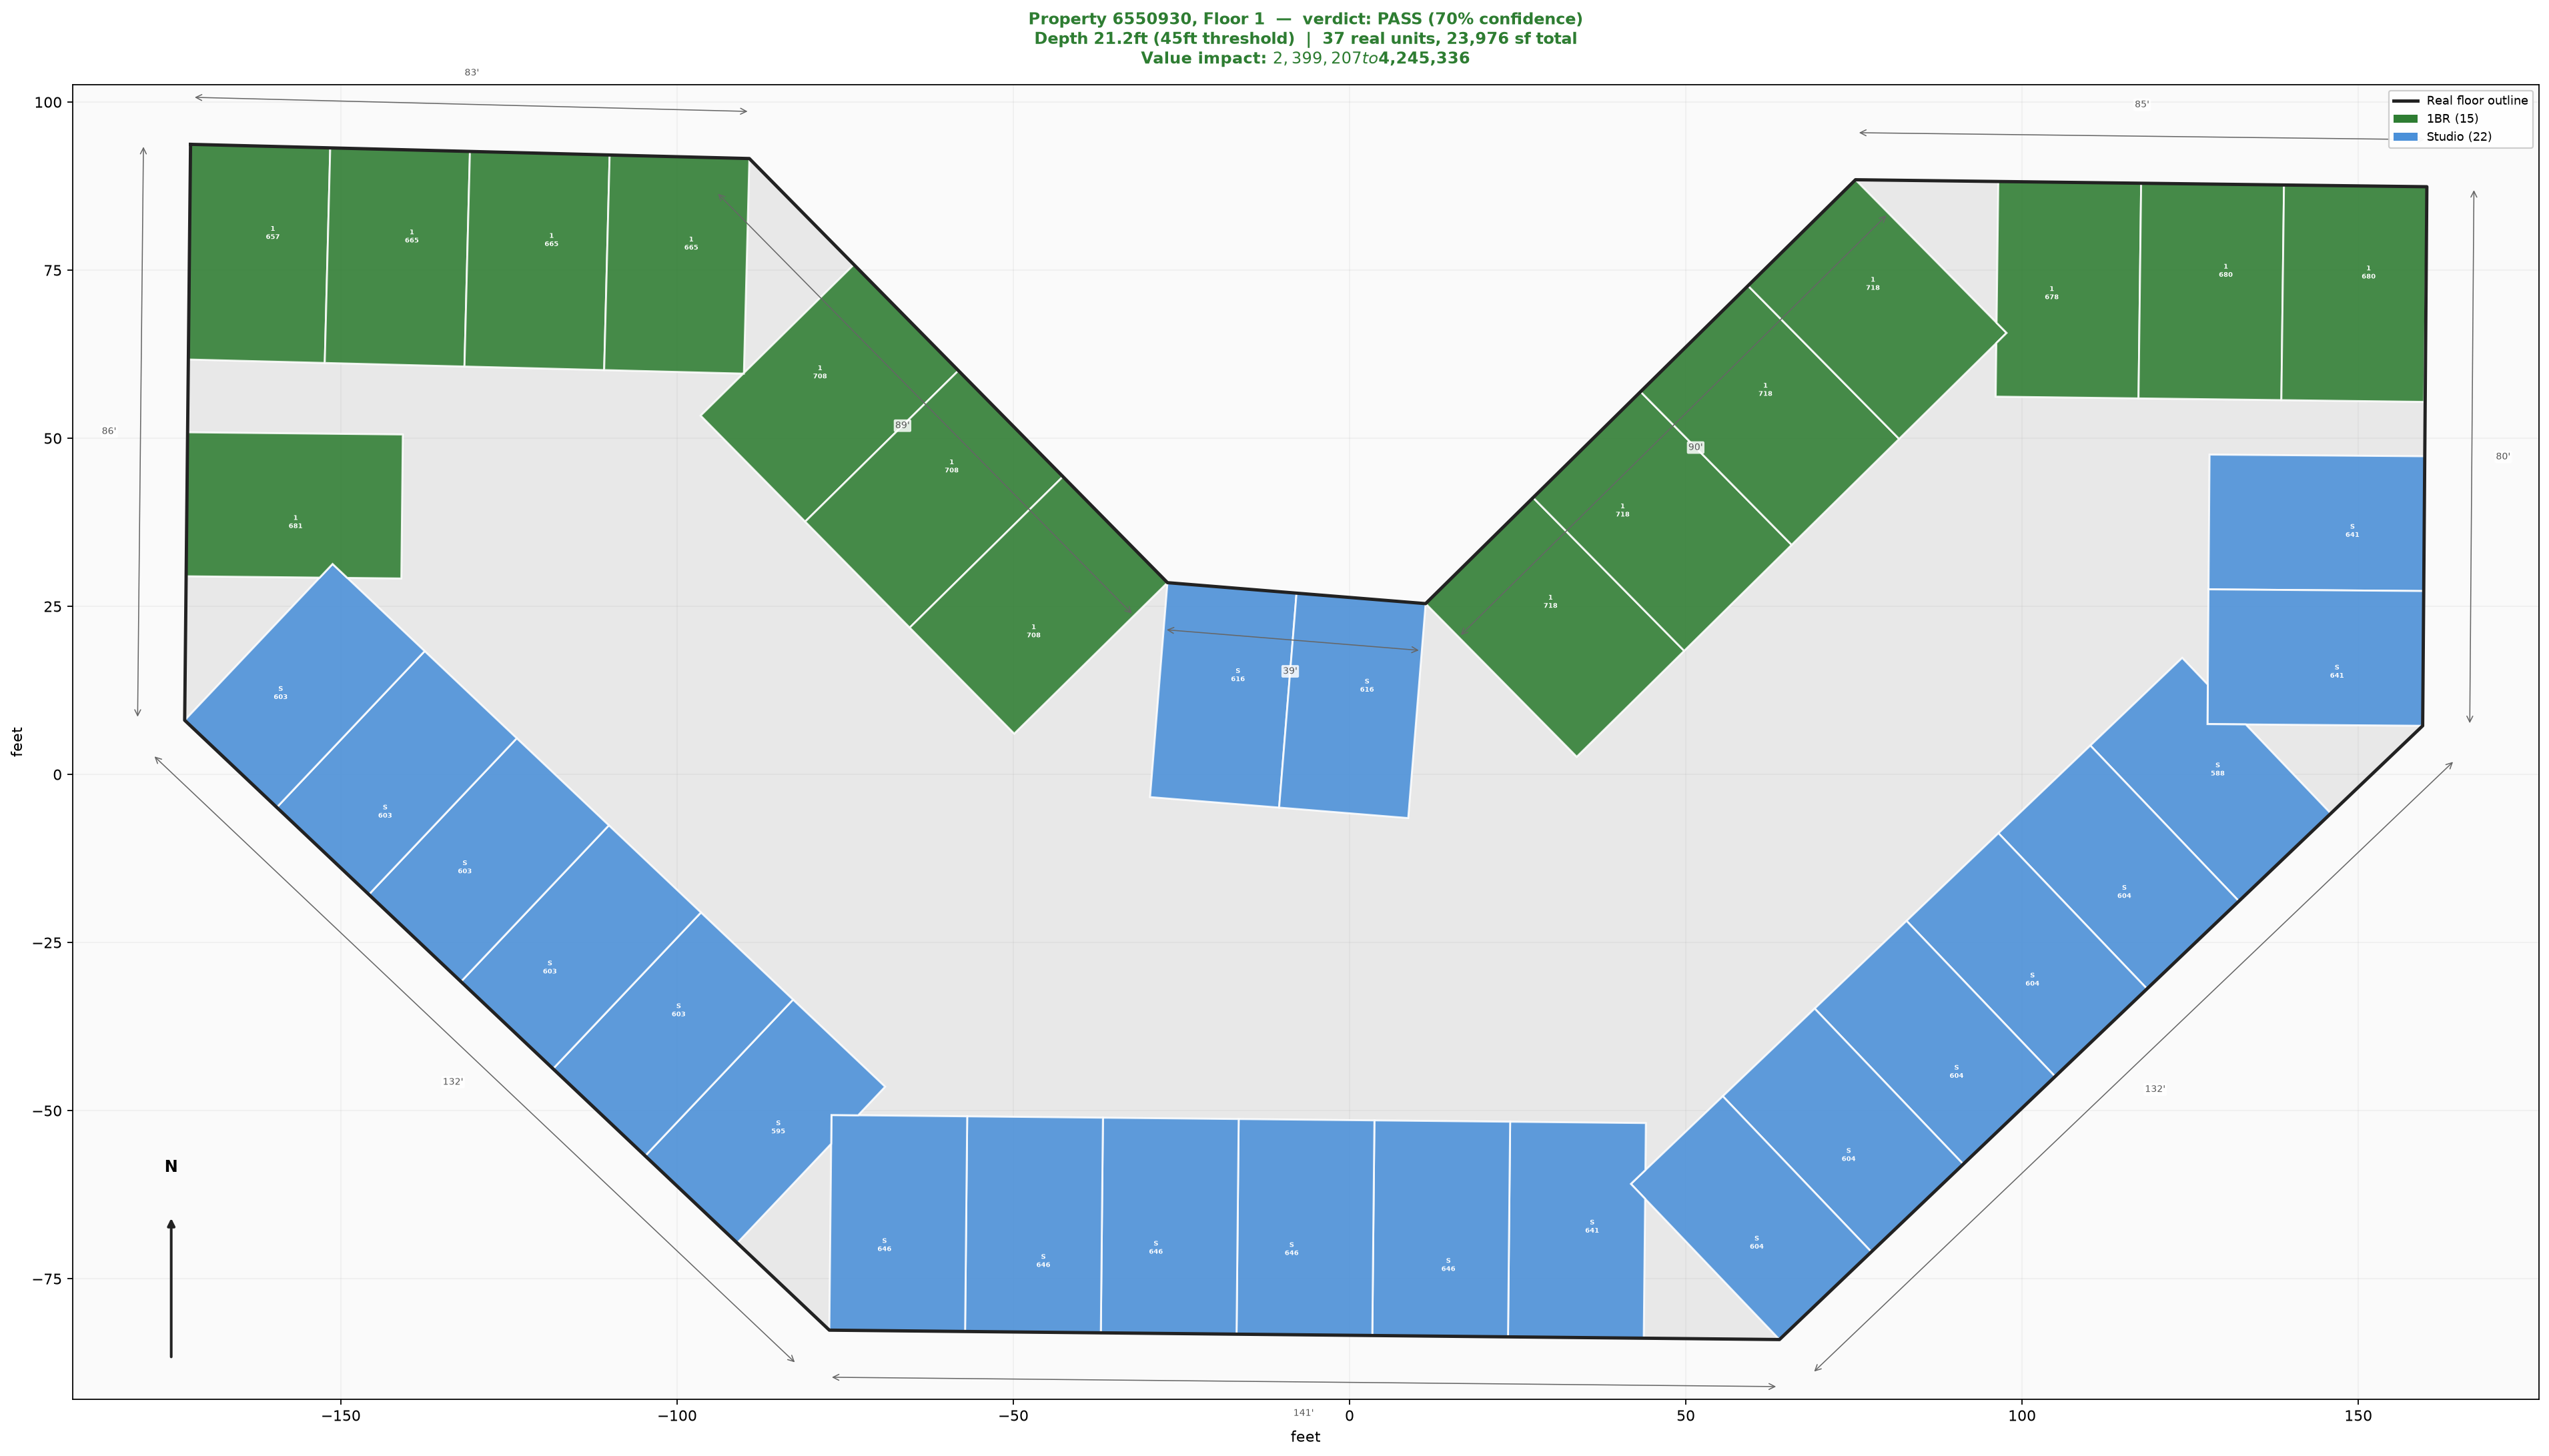 Property 6550930, Floor 1 — verdict: PASS (70% confidence)
Depth 21.2ft (45ft threshold) | 37 real units, 23,976 sf total
Value impact: 2,399,207to4,245,336
83'
85'
Real floor outline
1BR (15)
Studio (22)
100
75
50
25
0
−25
−50
−75
feet
86'
1
657
1
665
1
665
1
665
1
681
1
708
1
708
1
708
89'
S
616
S
616
39'
1
718
1
718
1
718
1
718
90'
1
678
1
680
1
680
80'
S
641
S
641
S
603
S
603
S
603
S
603
S
603
S
595
132'
S
646
S
646
S
646
S
646
S
646
S
641
S
588
S
604
S
604
S
604
S
604
S
604
132'
N
141'
−150
−100
−50
0
50
100
150
feet